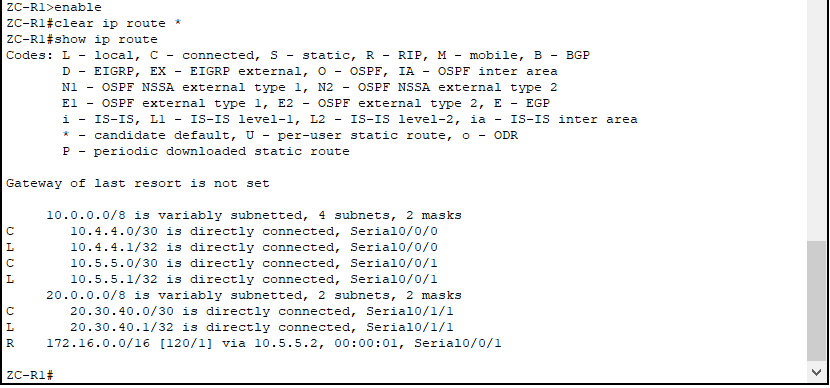 ZC-R1>enable
ZC-R1#clear ip route *
ZC-R1#show ip route
Codes: L - local, C - connected, S - static, R - RIP, M - mobile, B - BGP
       D - EIGRP, EX - EIGRP external, O - OSPF, IA - OSPF inter area
       N1 - OSPF NSSA external type 1, N2 - OSPF NSSA external type 2
       E1 - OSPF external type 1, E2 - OSPF external type 2, E - EGP
       i - IS-IS, L1 - IS-IS level-1, L2 - IS-IS level-2, ia - IS-IS inter area
       * - candidate default, U - per-user static route, o - ODR
       P - periodic downloaded static route

Gateway of last resort is not set

     10.0.0.0/8 is variably subnetted, 4 subnets, 2 masks
C       10.4.4.0/30 is directly connected, Serial0/0/0
L       10.4.4.1/32 is directly connected, Serial0/0/0
C       10.5.5.0/30 is directly connected, Serial0/0/1
L       10.5.5.1/32 is directly connected, Serial0/0/1
     20.0.0.0/8 is variably subnetted, 2 subnets, 2 masks
C       20.30.40.0/30 is directly connected, Serial0/1/1
L       20.30.40.1/32 is directly connected, Serial0/1/1
R    172.16.0.0/16 [120/1] via 10.5.5.2, 00:00:01, Serial0/0/1

ZC-R1#